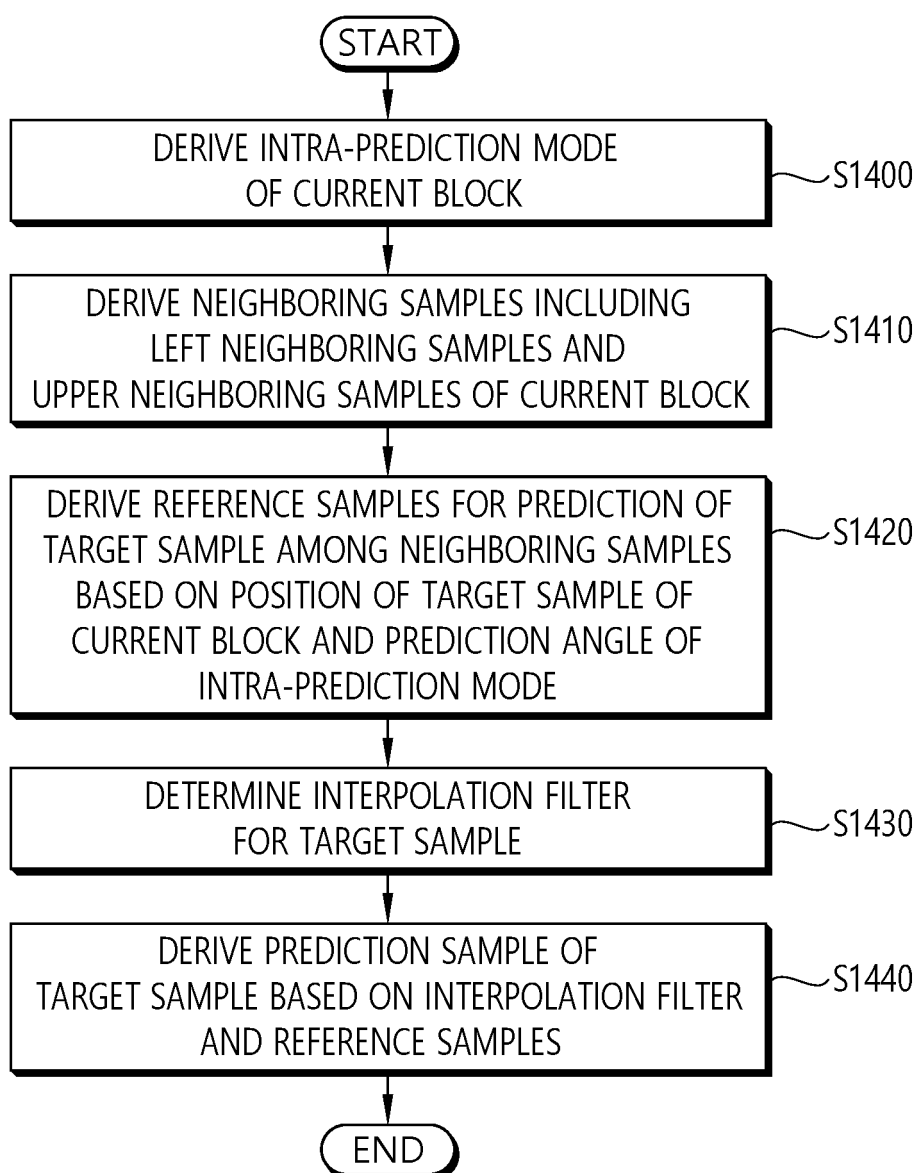 START
DERIVE INTRA-PREDICTION MODE
OF CURRENT BLOCK
S1400
DERIVE NEIGHBORING SAMPLES INCLUDING
LEFT NEIGHBORING SAMPLES AND
UPPER NEIGHBORING SAMPLES OF CURRENT BLOCK
S1410
DERIVE REFERENCE SAMPLES FOR PREDICTION OF
TARGET SAMPLE AMONG NEIGHBORING SAMPLES
BASED ON POSITION OF TARGET SAMPLE OF
CURRENT BLOCK AND PREDICTION ANGLE OF
INTRA-PREDICTION MODE
S1420
DETERMINE INTERPOLATION FILTER
FOR TARGET SAMPLE
S1430
DERIVE PREDICTION SAMPLE OF
TARGET SAMPLE BASED ON INTERPOLATION FILTER
AND REFERENCE SAMPLES
S1440
END